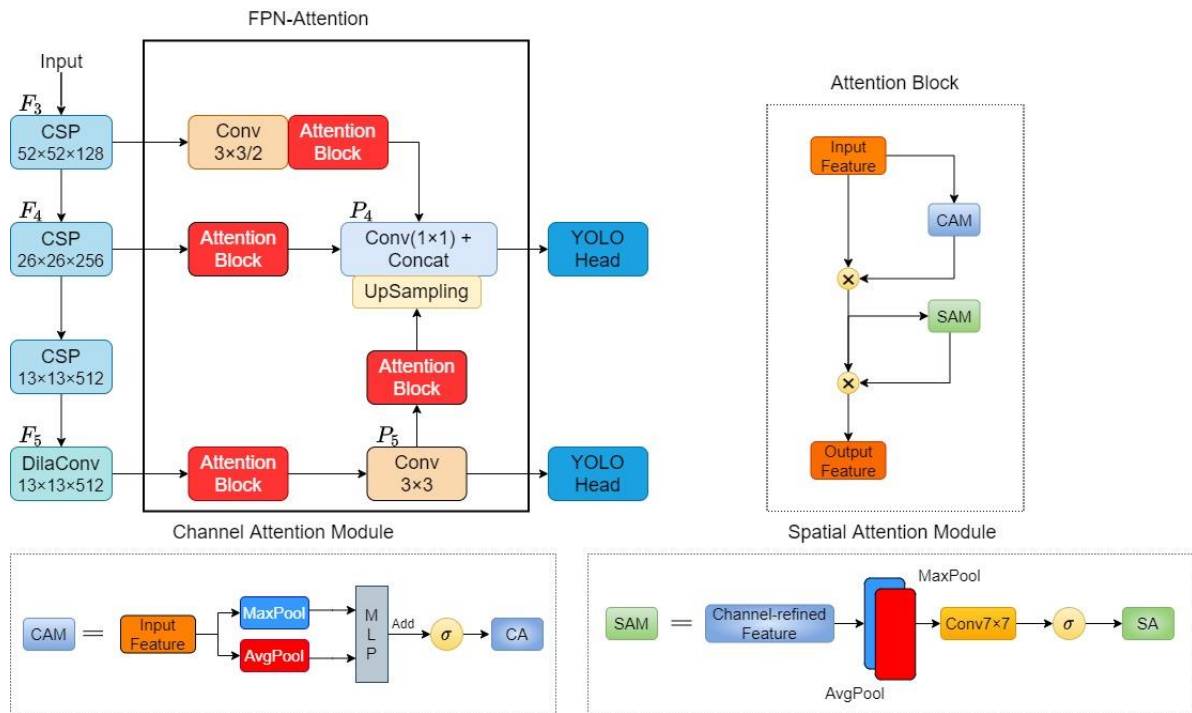 FPN-Attention
Input
F3
CSP
52×52×128
Conv
3×3/2
Attention
Block
F4
CSP
26×26×256
Attention
Block
P4
Conv(1×1) +
Concat
UpSampling
YOLO
Head
CSP
13×13×512
Attention
Block
F5
DilaConv
13×13×512
Attention
Block
P5
Conv
3×3
YOLO
Head
Attention Block
Input
Feature
CAM
×
SAM
×
Output
Feature
Channel Attention Module
CAM
=
Input
Feature
MaxPool
AvgPool
M
L
P
Add
σ
CA
Spatial Attention Module
SAM
=
Channel-refined
Feature
MaxPool
AvgPool
Conv7×7
σ
SA